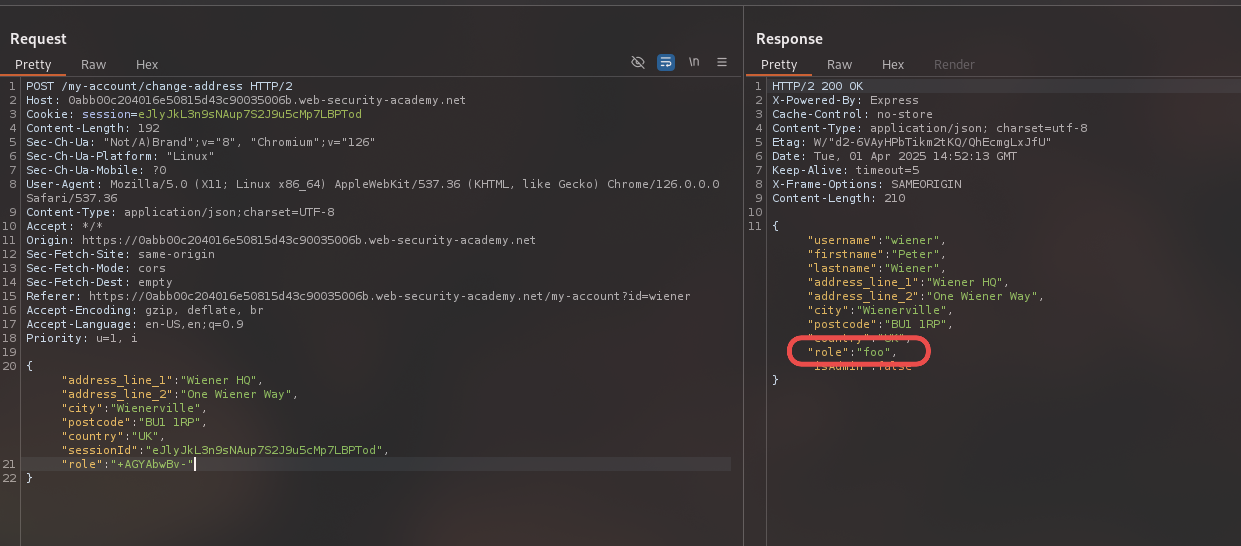 Request
Pretty Raw Hex
\n
1 POST /my-account/change-address HTTP/2
2 Host: 0abb00c204016e50815d43c90035006b.web-security-academy.net
3 Cookie: session=eJlyJkL3n9sNAup7S2J9u5cMp7LBPTod
4 Content-Length: 192
5 Sec-Ch-Ua: "Not/A)Brand";v="8", "Chromium";v="126"
6 Sec-Ch-Ua-Platform: "Linux"
7 Sec-Ch-Ua-Mobile: ?0
8 User-Agent: Mozilla/5.0 (X11; Linux x86_64) AppleWebKit/537.36 (KHTML, like Gecko) Chrome/126.0.0.0
Safari/537.36
9 Content-Type: application/json;charset=UTF-8
10 Accept: */*
11 Origin: https://0abb00c204016e50815d43c90035006b.web-security-academy.net
12 Sec-Fetch-Site: same-origin
13 Sec-Fetch-Mode: cors
14 Sec-Fetch-Dest: empty
15 Referer: https://0abb00c204016e50815d43c90035006b.web-security-academy.net/my-account?id=wiener
16 Accept-Encoding: gzip, deflate, br
17 Accept-Language: en-US,en;q=0.9
18 Priority: u=1, i
19
20 {
"address_line_1":"Wiener HQ",
"address_line_2":"One Wiener Way",
"city":"Wienerville",
"postcode":"BU1 1RP",
"country":"UK",
"sessionId":"eJlyJkL3n9sNAup7S2J9u5cMp7LBPTod",
21 "role":"+AGYAbwBv-"
22 }
Response
Pretty Raw Hex Render
1 HTTP/2 200 OK
2 X-Powered-By: Express
3 Cache-Control: no-store
4 Content-Type: application/json; charset=utf-8
5 Etag: W/"d2-6VAyHPbTikm2tKQ/QhEcmgLxJfU"
6 Date: Tue, 01 Apr 2025 14:52:13 GMT
7 Keep-Alive: timeout=5
8 X-Frame-Options: SAMEORIGIN
9 Content-Length: 210
10
11 {
"username":"wiener",
"firstname":"Peter",
"lastname":"Wiener",
"address_line_1":"Wiener HQ",
"address_line_2":"One Wiener Way",
"city":"Wienerville",
"postcode":"BU1 1RP",
"country":"UK",
"role":"foo",
"isAdmin":false
}